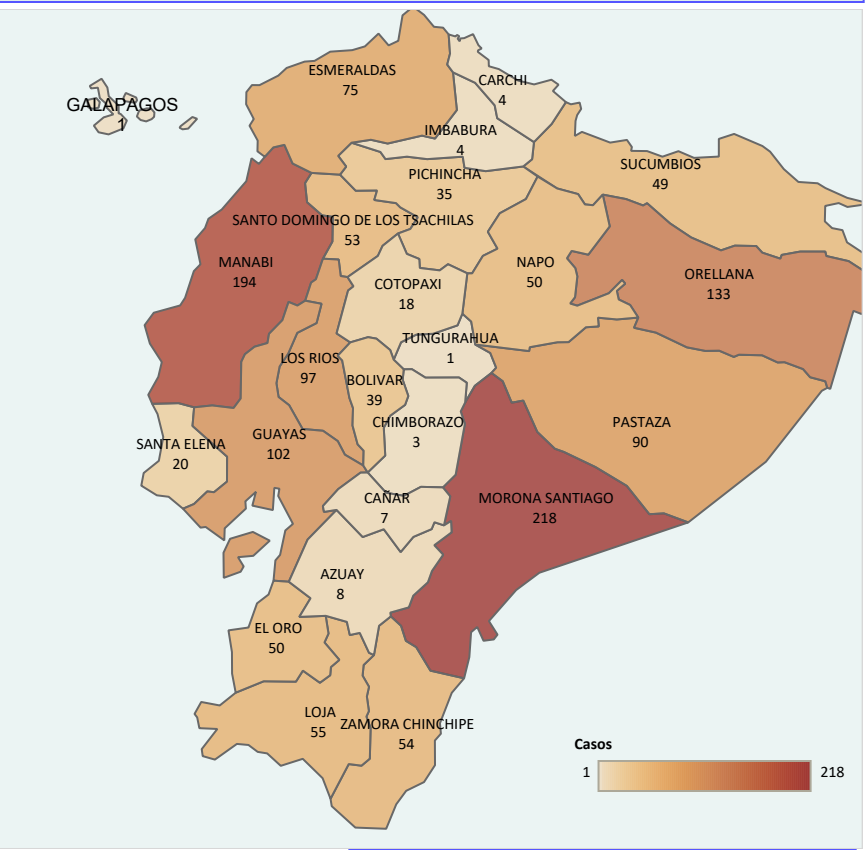 ESMERALDAS
75
CARCHI
4
GALAPAGOS
1
IMBABURA
4
SUCUMBIOS
49
PICHINCHA
35
SANTO DOMINGO DE LOS TSACHILAS
53
MANABI
194
NAPO
50
ORELLANA
133
COTOPAXI
18
TUNGURAHUA
1
LOS RIOS
97
BOLIVAR
39
CHIMBORAZO
3
PASTAZA
90
SANTA ELENA
20
GUAYAS
102
CAÑAR
7
MORONA SANTIAGO
218
AZUAY
8
EL ORO
50
LOJA
55
ZAMORA CHINCHIPE
54
Casos
1 218